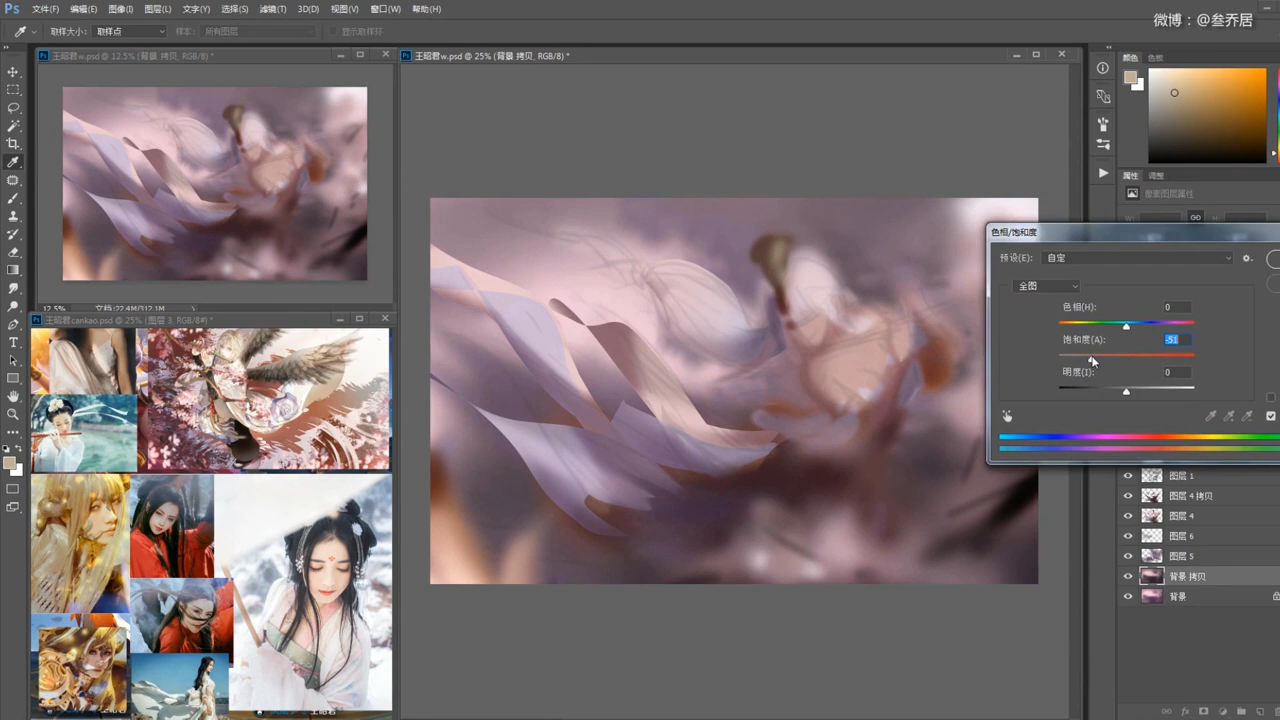 Ps 文件(F) 编辑(E) 图像(I) 图层(L) 文字(Y) 选择(S) 滤镜(T) 3D(D) 视图(V) 窗口(W) 帮助(H)
微博：@叁乔居
取样大小: 取样点 样本: 所有图层 显示取样环
王昭君w.psd @ 12.5% (背景 拷贝, RGB/8) *
王昭君w.psd @ 25% (背景 拷贝, RGB/8) *
颜色 色板
属性 调整
像素图层属性
W: H:
色相/饱和度
预设(E): 自定
全图
色相(H): 0
饱和度(A): -51
明度(I): 0
12.5% 文档:22.4M/312.1M
王昭君cankao.psd @ 25% (图层 3, RGB/8#) *
图层 1
图层 4 拷贝
图层 4
图层 6
图层 5
背景 拷贝
背景
fx